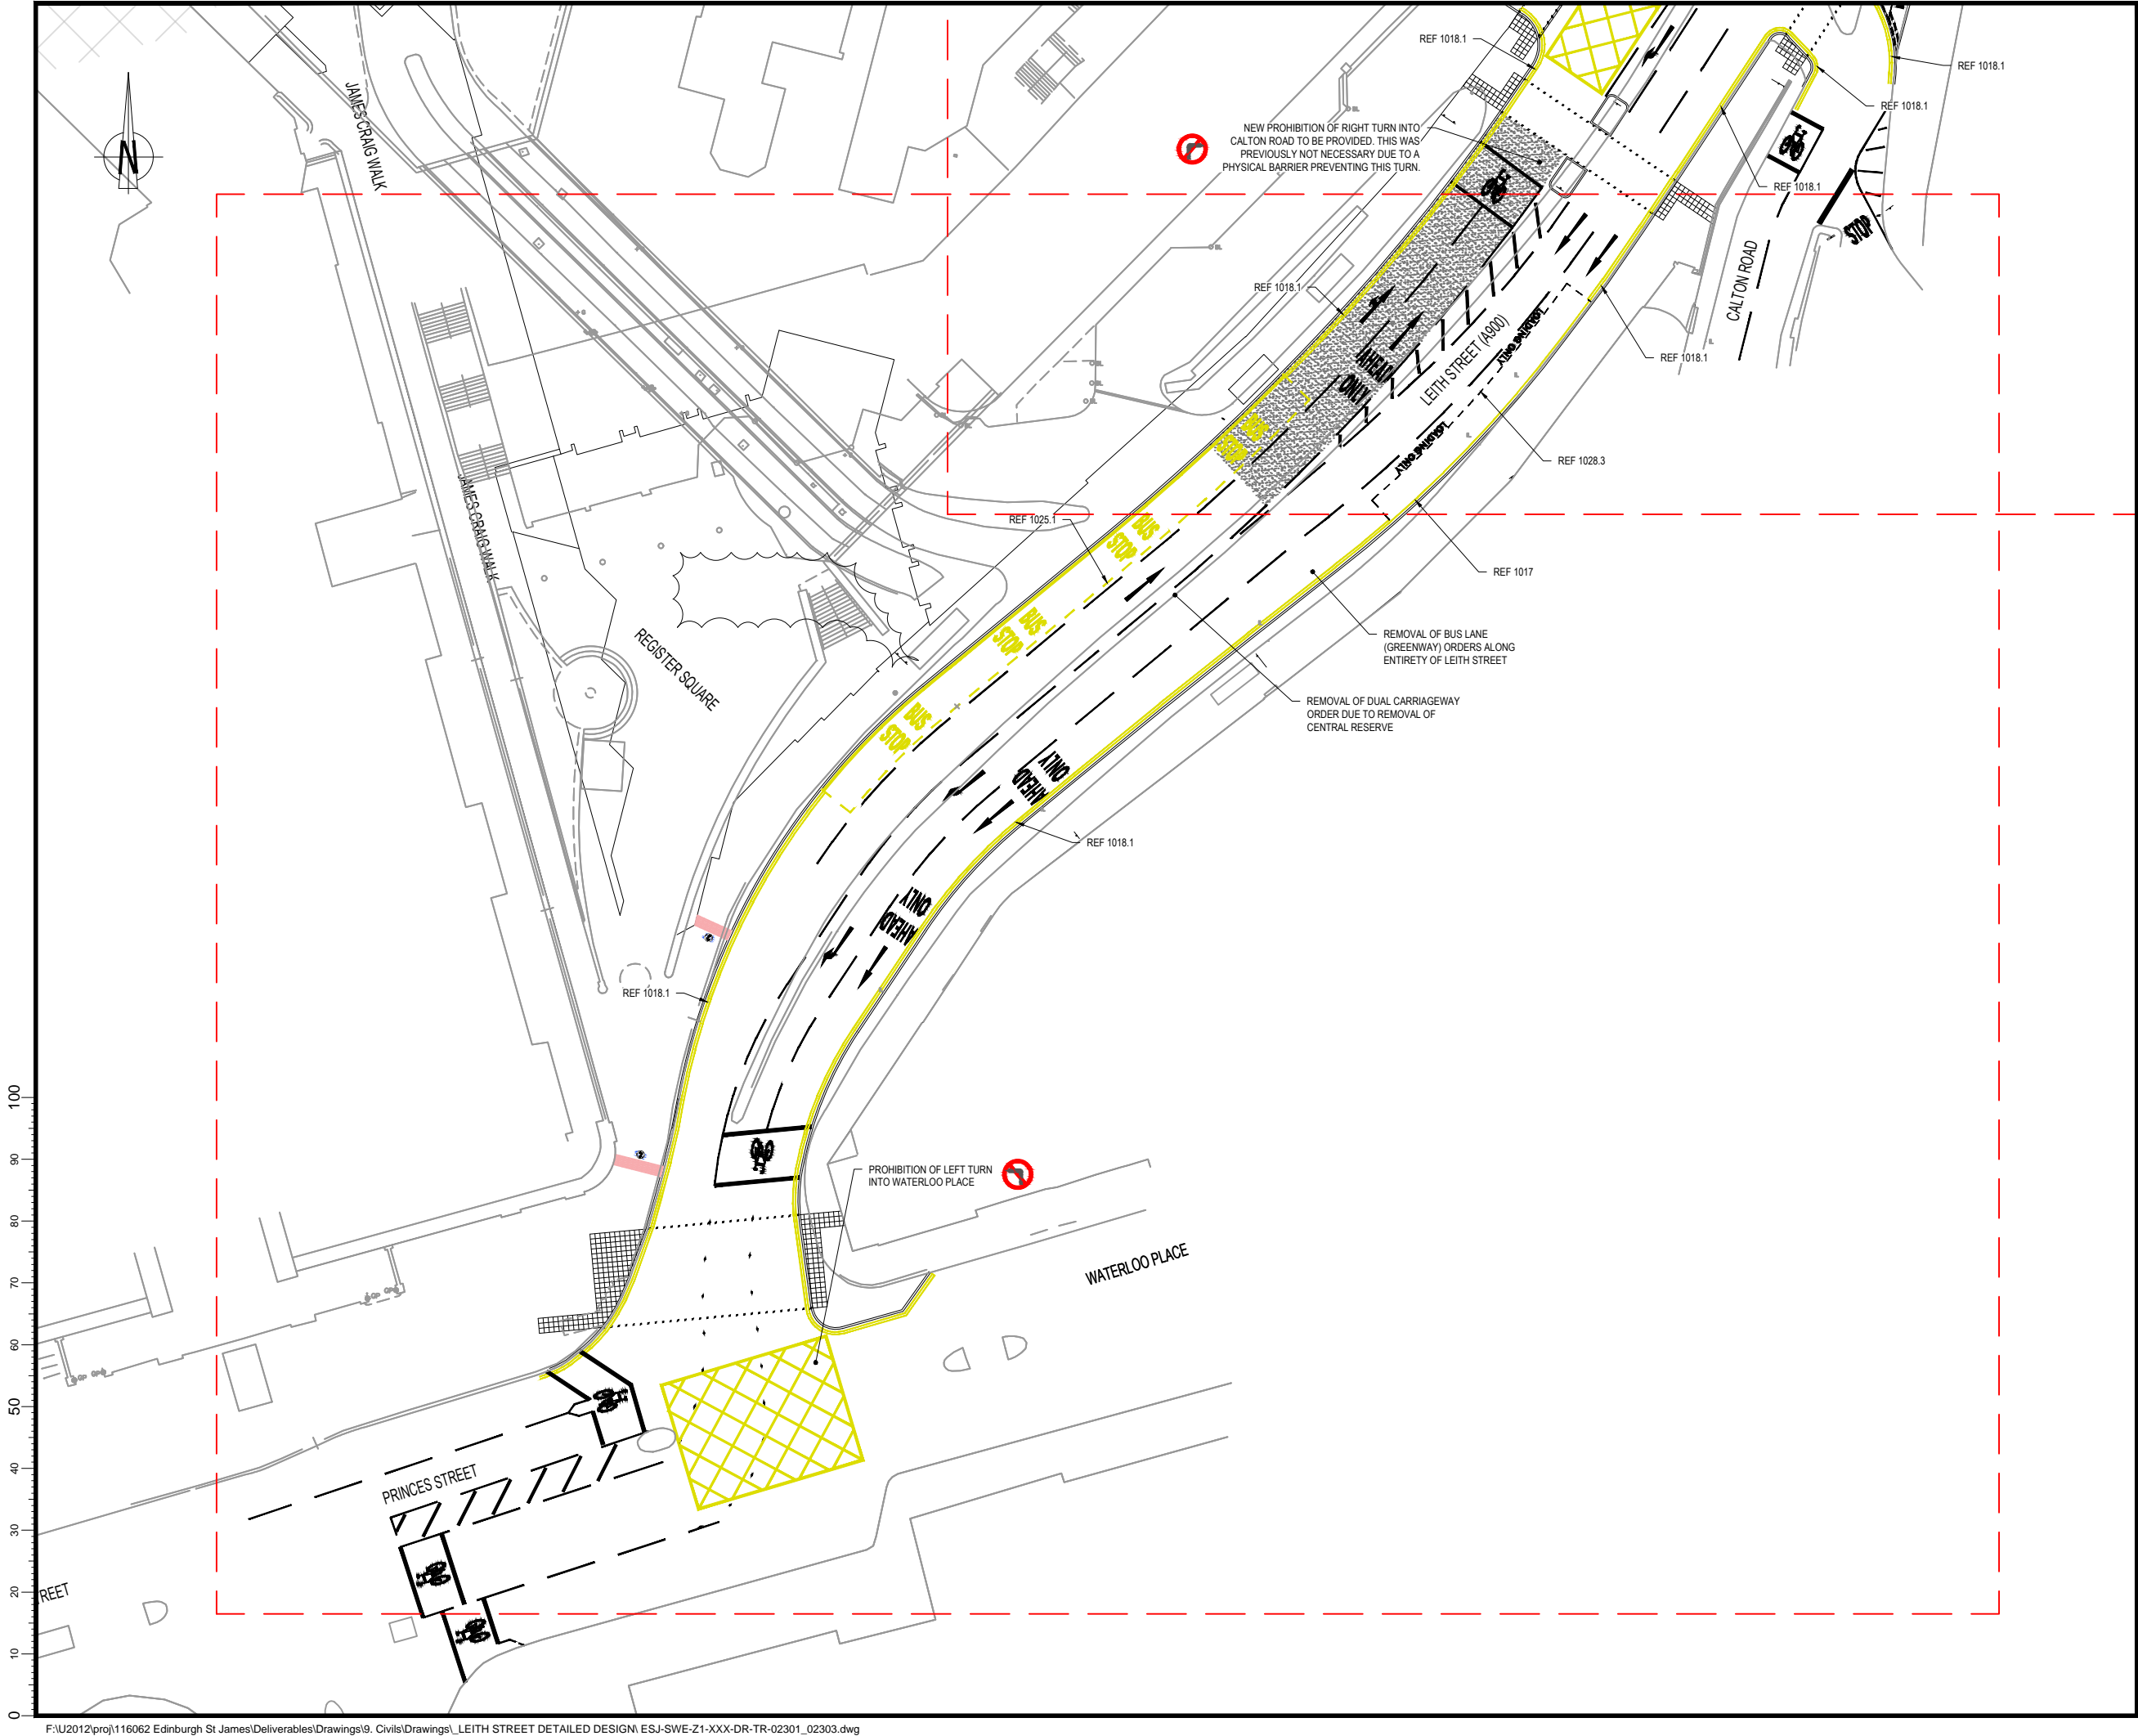 REF 1018.1
REF 1018.1
REF 1018.1
JAMES CRAIG WALK
N
NEW PROHIBITION OF RIGHT TURN INTO
CALTON ROAD TO BE PROVIDED. THIS WAS
PREVIOUSLY NOT NECESSARY DUE TO A
PHYSICAL BARRIER PREVENTING THIS TURN.
REF 1018.1
STOP
CALTON ROAD
REF 1018.1
LOADING ONLY
LEITH STREET (A900)
REF 1018.1
AHEAD
ONLY
LOADING ONLY
BUS
STOP
REF 1028.3
JAMES CRAIG WALK
REF 1025.1
BUS
STOP
REF 1017
BUS
STOP
REMOVAL OF BUS LANE
(GREENWAY) ORDERS ALONG
ENTIRETY OF LEITH STREET
REGISTER SQUARE
REMOVAL OF DUAL CARRIAGEWAY
ORDER DUE TO REMOVAL OF
CENTRAL RESERVE
BUS
STOP
AHEAD
ONLY
REF 1018.1
AHEAD
ONLY
REF 1018.1
PROHIBITION OF LEFT TURN
INTO WATERLOO PLACE
WATERLOO PLACE
PRINCES STREET
REET
100
90
80
70
60
50
40
30
20
10
0
F:\U2012\proj\116062 Edinburgh St James\Deliverables\Drawings\9. Civils\Drawings\_LEITH STREET DETAILED DESIGN\ ESJ-SWE-Z1-XXX-DR-TR-02301_02303.dwg